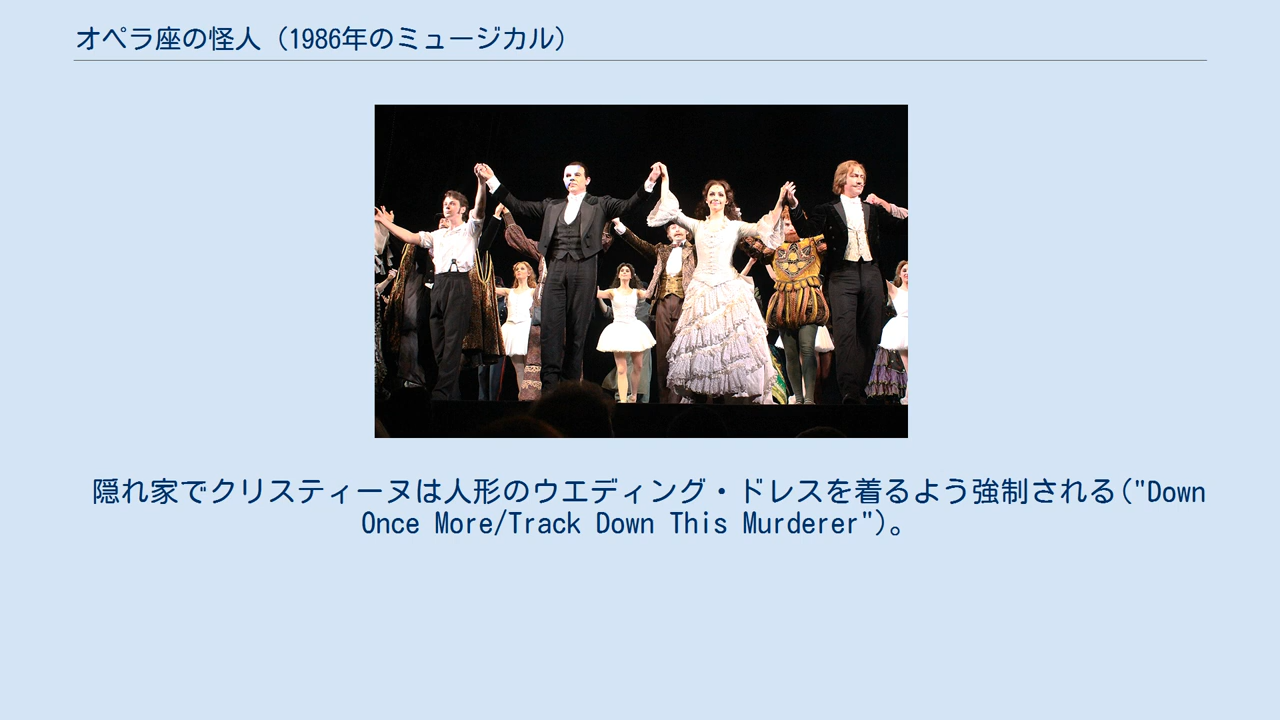 オペラ座の怪人（1986年のミュージカル）
隠れ家でクリスティーヌは人形のウエディング・ドレスを着るよう強制される("Down
Once More/Track Down This Murderer")。